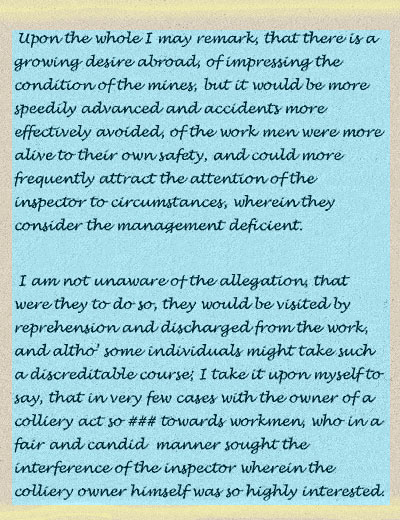 Upon the whole I may remark, that there is a
growing desire abroad, of impressing the
condition of the mines, but it would be more
speedily advanced and accidents more
effectively avoided, of the work men were more
alive to their own safety, and could more
frequently attract the attention of the
inspector to circumstances, wherein they
consider the management deficient.

I am not unaware of the allegation, that
were they to do so, they would be visited by
reprehension and discharged from the work,
and altho' some individuals might take such
a discreditable course; I take it upon myself to
say, that in very few cases with the owner of a
colliery act so ### towards workmen, who in a
fair and candid manner sought the
interference of the inspector wherein the
colliery owner himself was so highly interested.